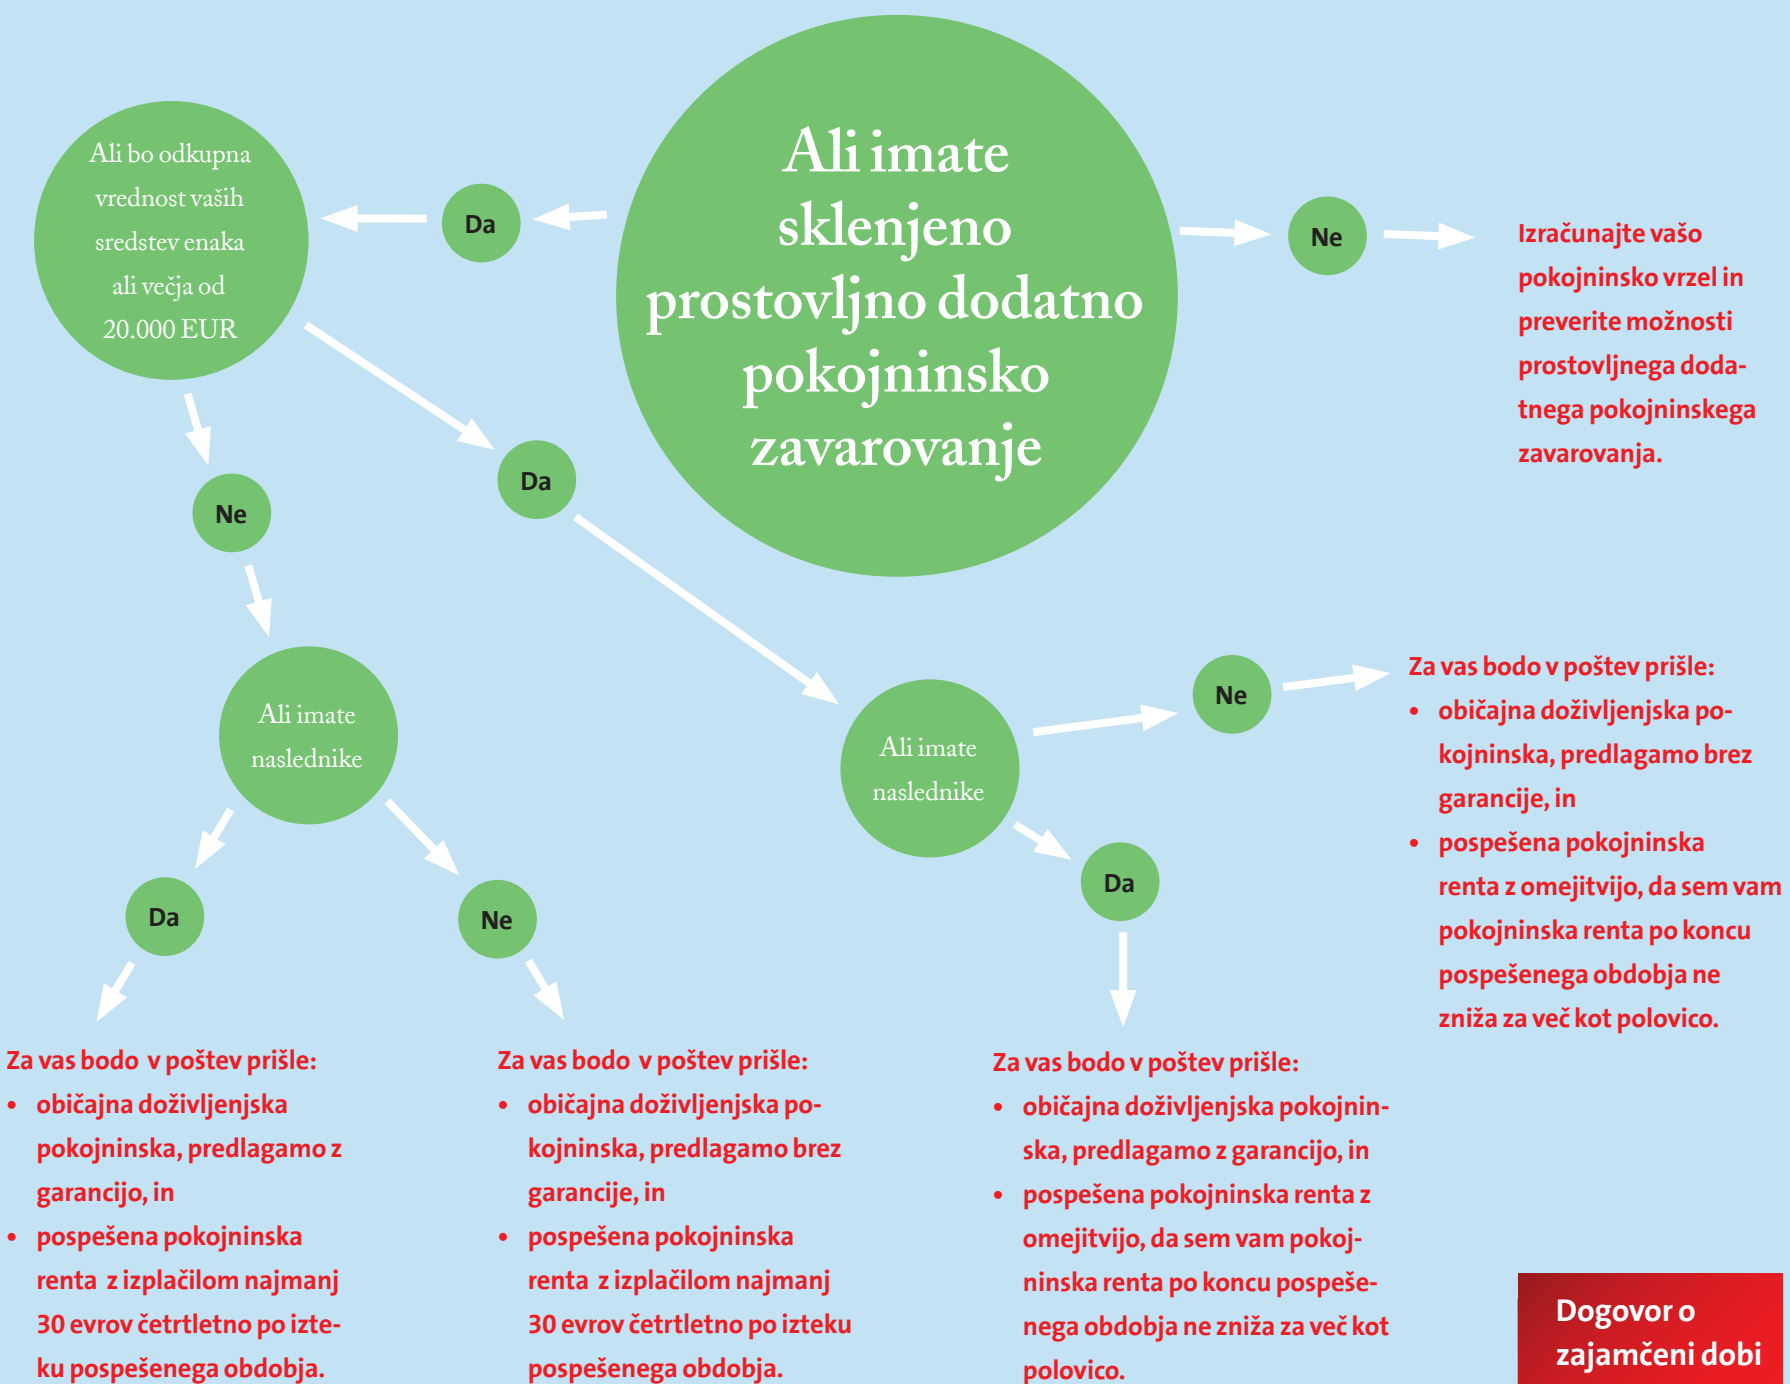 Ali imate
sklenjeno
prostovljno dodatno
pokojninsko
zavarovanje
Da
Ne
Izračunajte vašo
pokojninsko vrzel in
preverite možnosti
prostovljnega doda-
tnega pokojninskega
zavarovanja.
Ali bo odkupna
vrednost vaših
sredstev enaka
ali večja od
20.000 EUR
Ne
Da
Ali imate
naslednike
Da
Ne
Za vas bodo v poštev prišle:
• običajna doživljenjska
pokojninska, predlagamo z
garancijo, in
• pospešena pokojninska
renta z izplačilom najmanj
30 evrov četrtletno po izte-
ku pospešenega obdobja.
Za vas bodo v poštev prišle:
• običajna doživljenjska po-
kojninska, predlagamo brez
garancije, in
• pospešena pokojninska
renta z izplačilom najmanj
30 evrov četrtletno po izteku
pospešenega obdobja.
Ali imate
naslednike
Ne
Da
Za vas bodo v poštev prišle:
• običajna doživljenjska pokojnin-
ska, predlagamo z garancijo, in
• pospešena pokojninska renta z
omejitvijo, da sem vam pokoj-
ninska renta po koncu pospeše-
nega obdobja ne zniža za več kot
polovico.
Za vas bodo v poštev prišle:
• običajna doživljenjska po-
kojninska, predlagamo brez
garancije, in
• pospešena pokojninska
renta z omejitvijo, da sem vam
pokojninska renta po koncu
pospešenega obdobja ne
zniža za več kot polovico.
Dogovor o
zajamčeni dobi